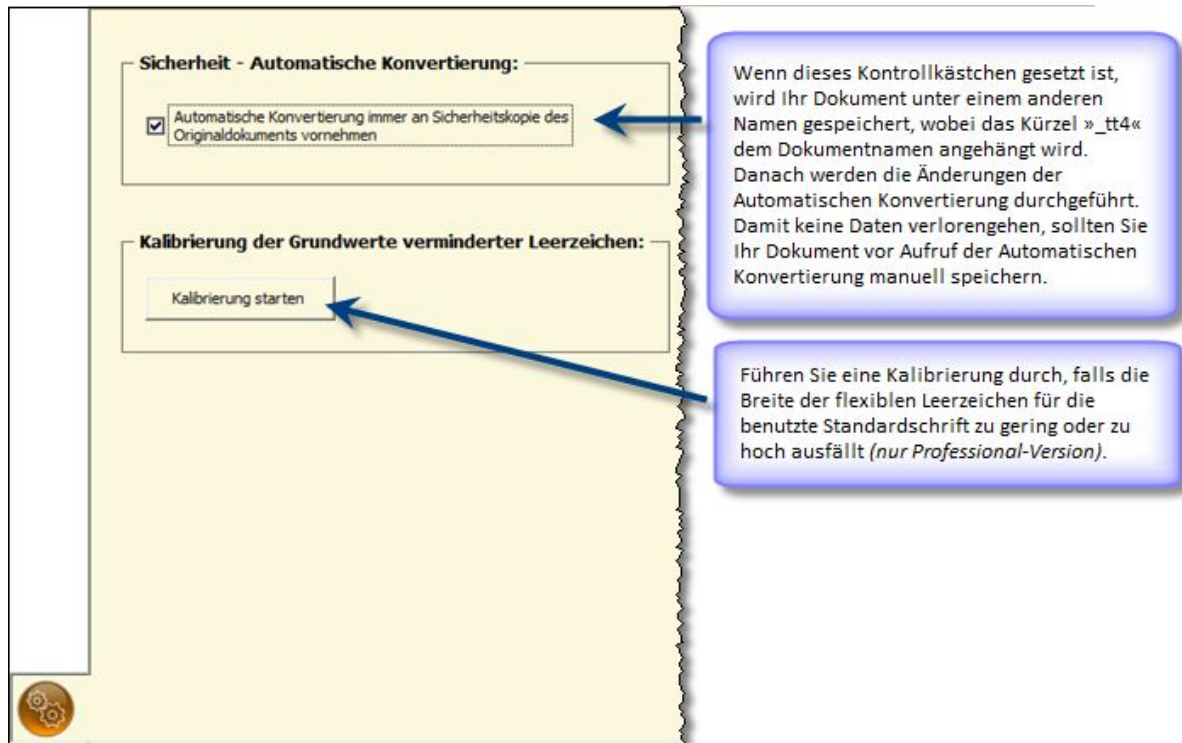 Sicherheit - Automatische Konvertierung:
Automatische Konvertierung immer an Sicherheitskopie des
Originaldokuments vornehmen
Kalibrierung der Grundwerte verminderter Leerzeichen:
Kalibrierung starten
Wenn dieses Kontrollkästchen gesetzt ist,
wird Ihr Dokument unter einem anderen
Namen gespeichert, wobei das Kürzel »_tt4«
dem Dokumentnamen angehängt wird.
Danach werden die Änderungen der
Automatischen Konvertierung durchgeführt.
Damit keine Daten verlorengehen, sollten Sie
Ihr Dokument vor Aufruf der Automatischen
Konvertierung manuell speichern.
Führen Sie eine Kalibrierung durch, falls die
Breite der flexiblen Leerzeichen für die
benutzte Standardschrift zu gering oder zu
hoch ausfällt (nur Professional-Version).